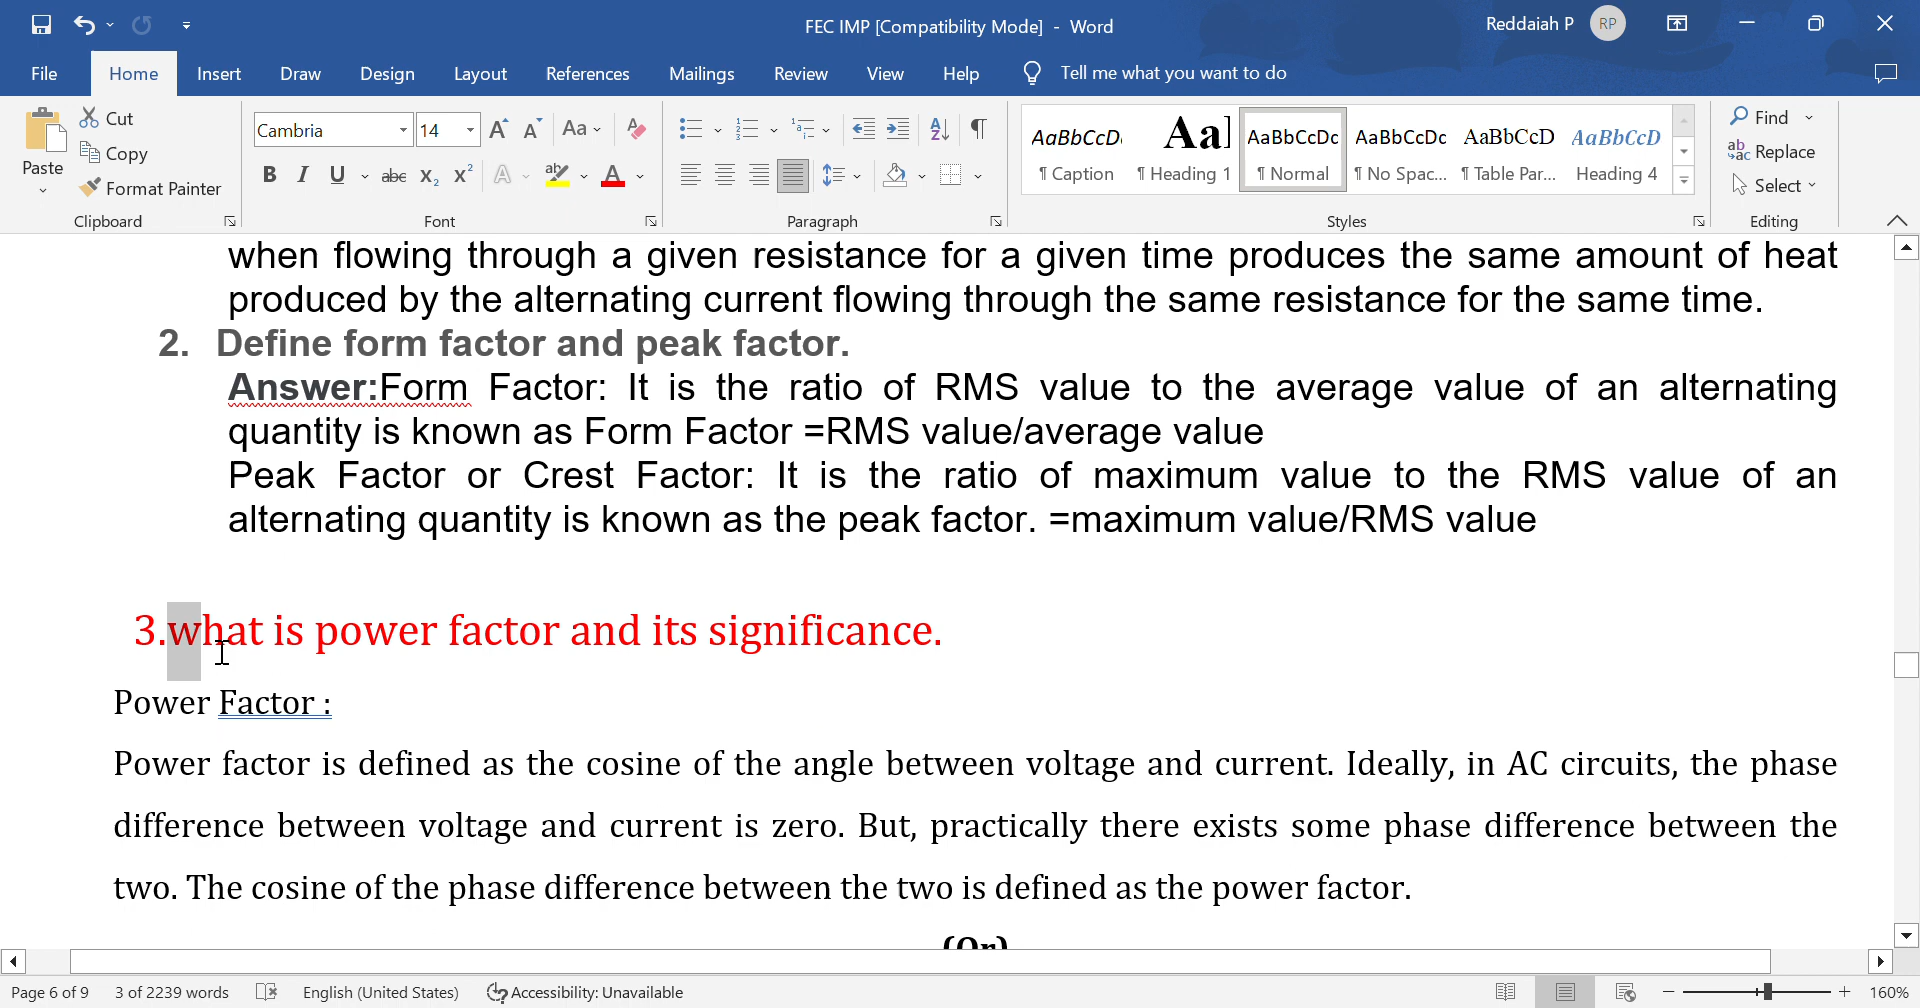 FEC IMP [Compatibility Mode] - Word
Reddaiah P RP
File Home Insert Draw Design Layout References Mailings Review View Help Tell me what you want to do
Paste
Cut
Copy
Format Painter
Clipboard
Cambria 14
Font
Paragraph
AaBbCcD ¶ Caption
Aa] ¶ Heading 1
AaBbCcDc ¶ Normal
AaBbCcDc ¶ No Spac...
AaBbCcD ¶ Table Par...
AaBbCcD Heading 4
Styles
Find
Replace
Select
Editing
when flowing through a given resistance for a given time produces the same amount of heat
produced by the alternating current flowing through the same resistance for the same time.
2. Define form factor and peak factor.
Answer:Form Factor: It is the ratio of RMS value to the average value of an alternating
quantity is known as Form Factor =RMS value/average value
Peak Factor or Crest Factor: It is the ratio of maximum value to the RMS value of an
alternating quantity is known as the peak factor. =maximum value/RMS value
3.what is power factor and its significance.
Power Factor :
Power factor is defined as the cosine of the angle between voltage and current. Ideally, in AC circuits, the phase
difference between voltage and current is zero. But, practically there exists some phase difference between the
two. The cosine of the phase difference between the two is defined as the power factor.
(Or)
Page 6 of 9 3 of 2239 words English (United States) Accessibility: Unavailable 160%